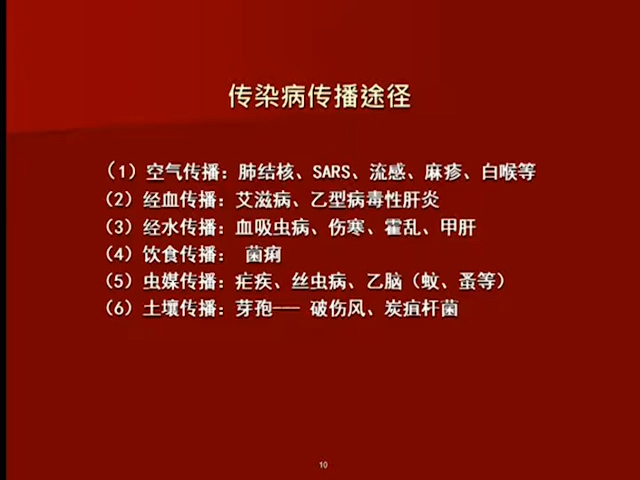 传染病传播途径
（1）空气传播：肺结核、SARS、流感、麻疹、白喉等
（2）经血传播：艾滋病、乙型病毒性肝炎
（3）经水传播：血吸虫病、伤寒、霍乱、甲肝
（4）饮食传播： 菌痢
（5）虫媒传播：疟疾、丝虫病、乙脑（蚊、蚤等）
（6）土壤传播：芽孢—— 破伤风、炭疽杆菌
10